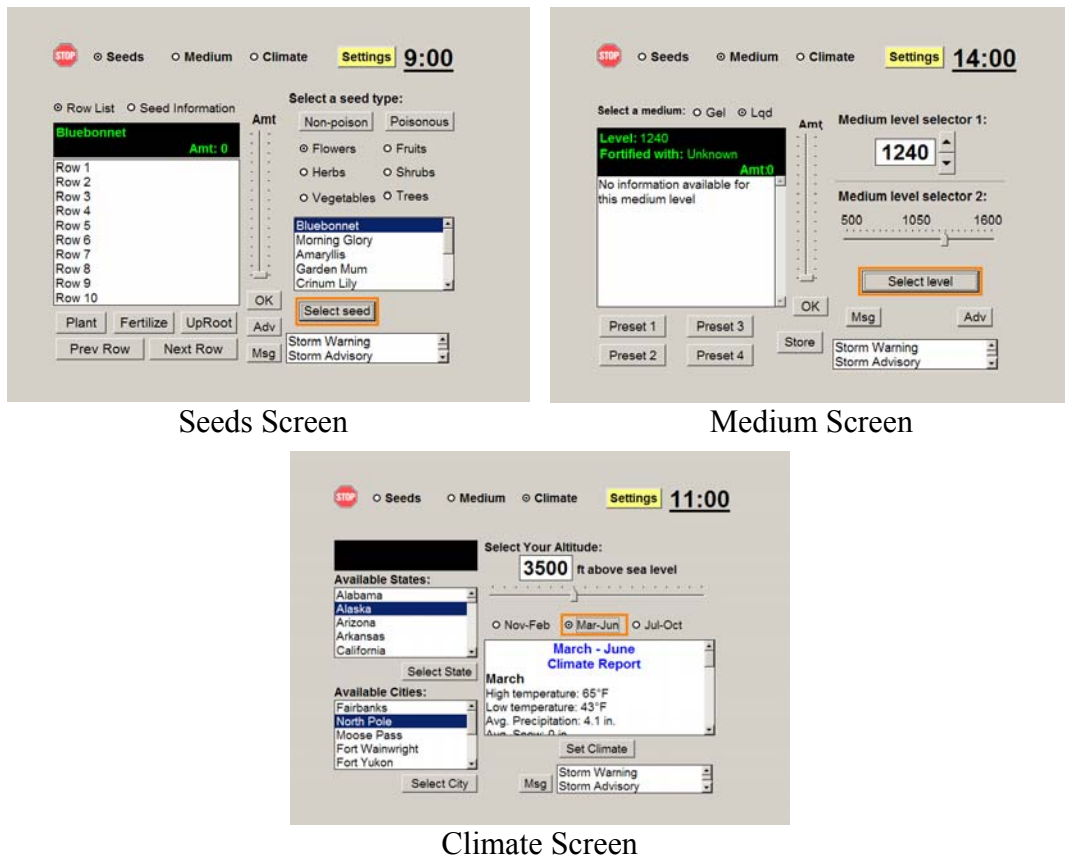 STOP Seeds Medium Climate Settings 9:00
Row List Seed Information
Bluebonnet
Amt: 0
Row 1
Row 2
Row 3
Row 4
Row 5
Row 6
Row 7
Row 8
Row 9
Row 10
Plant Fertilize UpRoot
Prev Row Next Row
Amt
OK
Adv
Msg
Select a seed type:
Non-poison Poisonous
Flowers Fruits
Herbs Shrubs
Vegetables Trees
Bluebonnet
Morning Glory
Amaryllis
Garden Mum
Crinum Lily
Select seed
Storm Warning
Storm Advisory
Seeds Screen
STOP Seeds Medium Climate Settings 14:00
Select a medium: Gel Lqd
Level: 1240
Fortified with: Unknown
Amt:0
No information available for
this medium level
Preset 1 Preset 3
Preset 2 Preset 4
Amt
OK
Store
Medium level selector 1:
1240
Medium level selector 2:
500 1050 1600
Select level
Msg Adv
Storm Warning
Storm Advisory
Medium Screen
STOP Seeds Medium Climate Settings 11:00
Available States:
Alabama
Alaska
Arizona
Arkansas
California
Select State
Available Cities:
Fairbanks
North Pole
Moose Pass
Fort Wainwright
Fort Yukon
Select City
Select Your Altitude:
3500 ft above sea level
Nov-Feb Mar-Jun Jul-Oct
March - June
Climate Report
March
High temperature: 65°F
Low temperature: 43°F
Avg. Precipitation: 4.1 in.
Avg. Snow: 0 in.
Set Climate
Msg
Storm Warning
Storm Advisory
Climate Screen